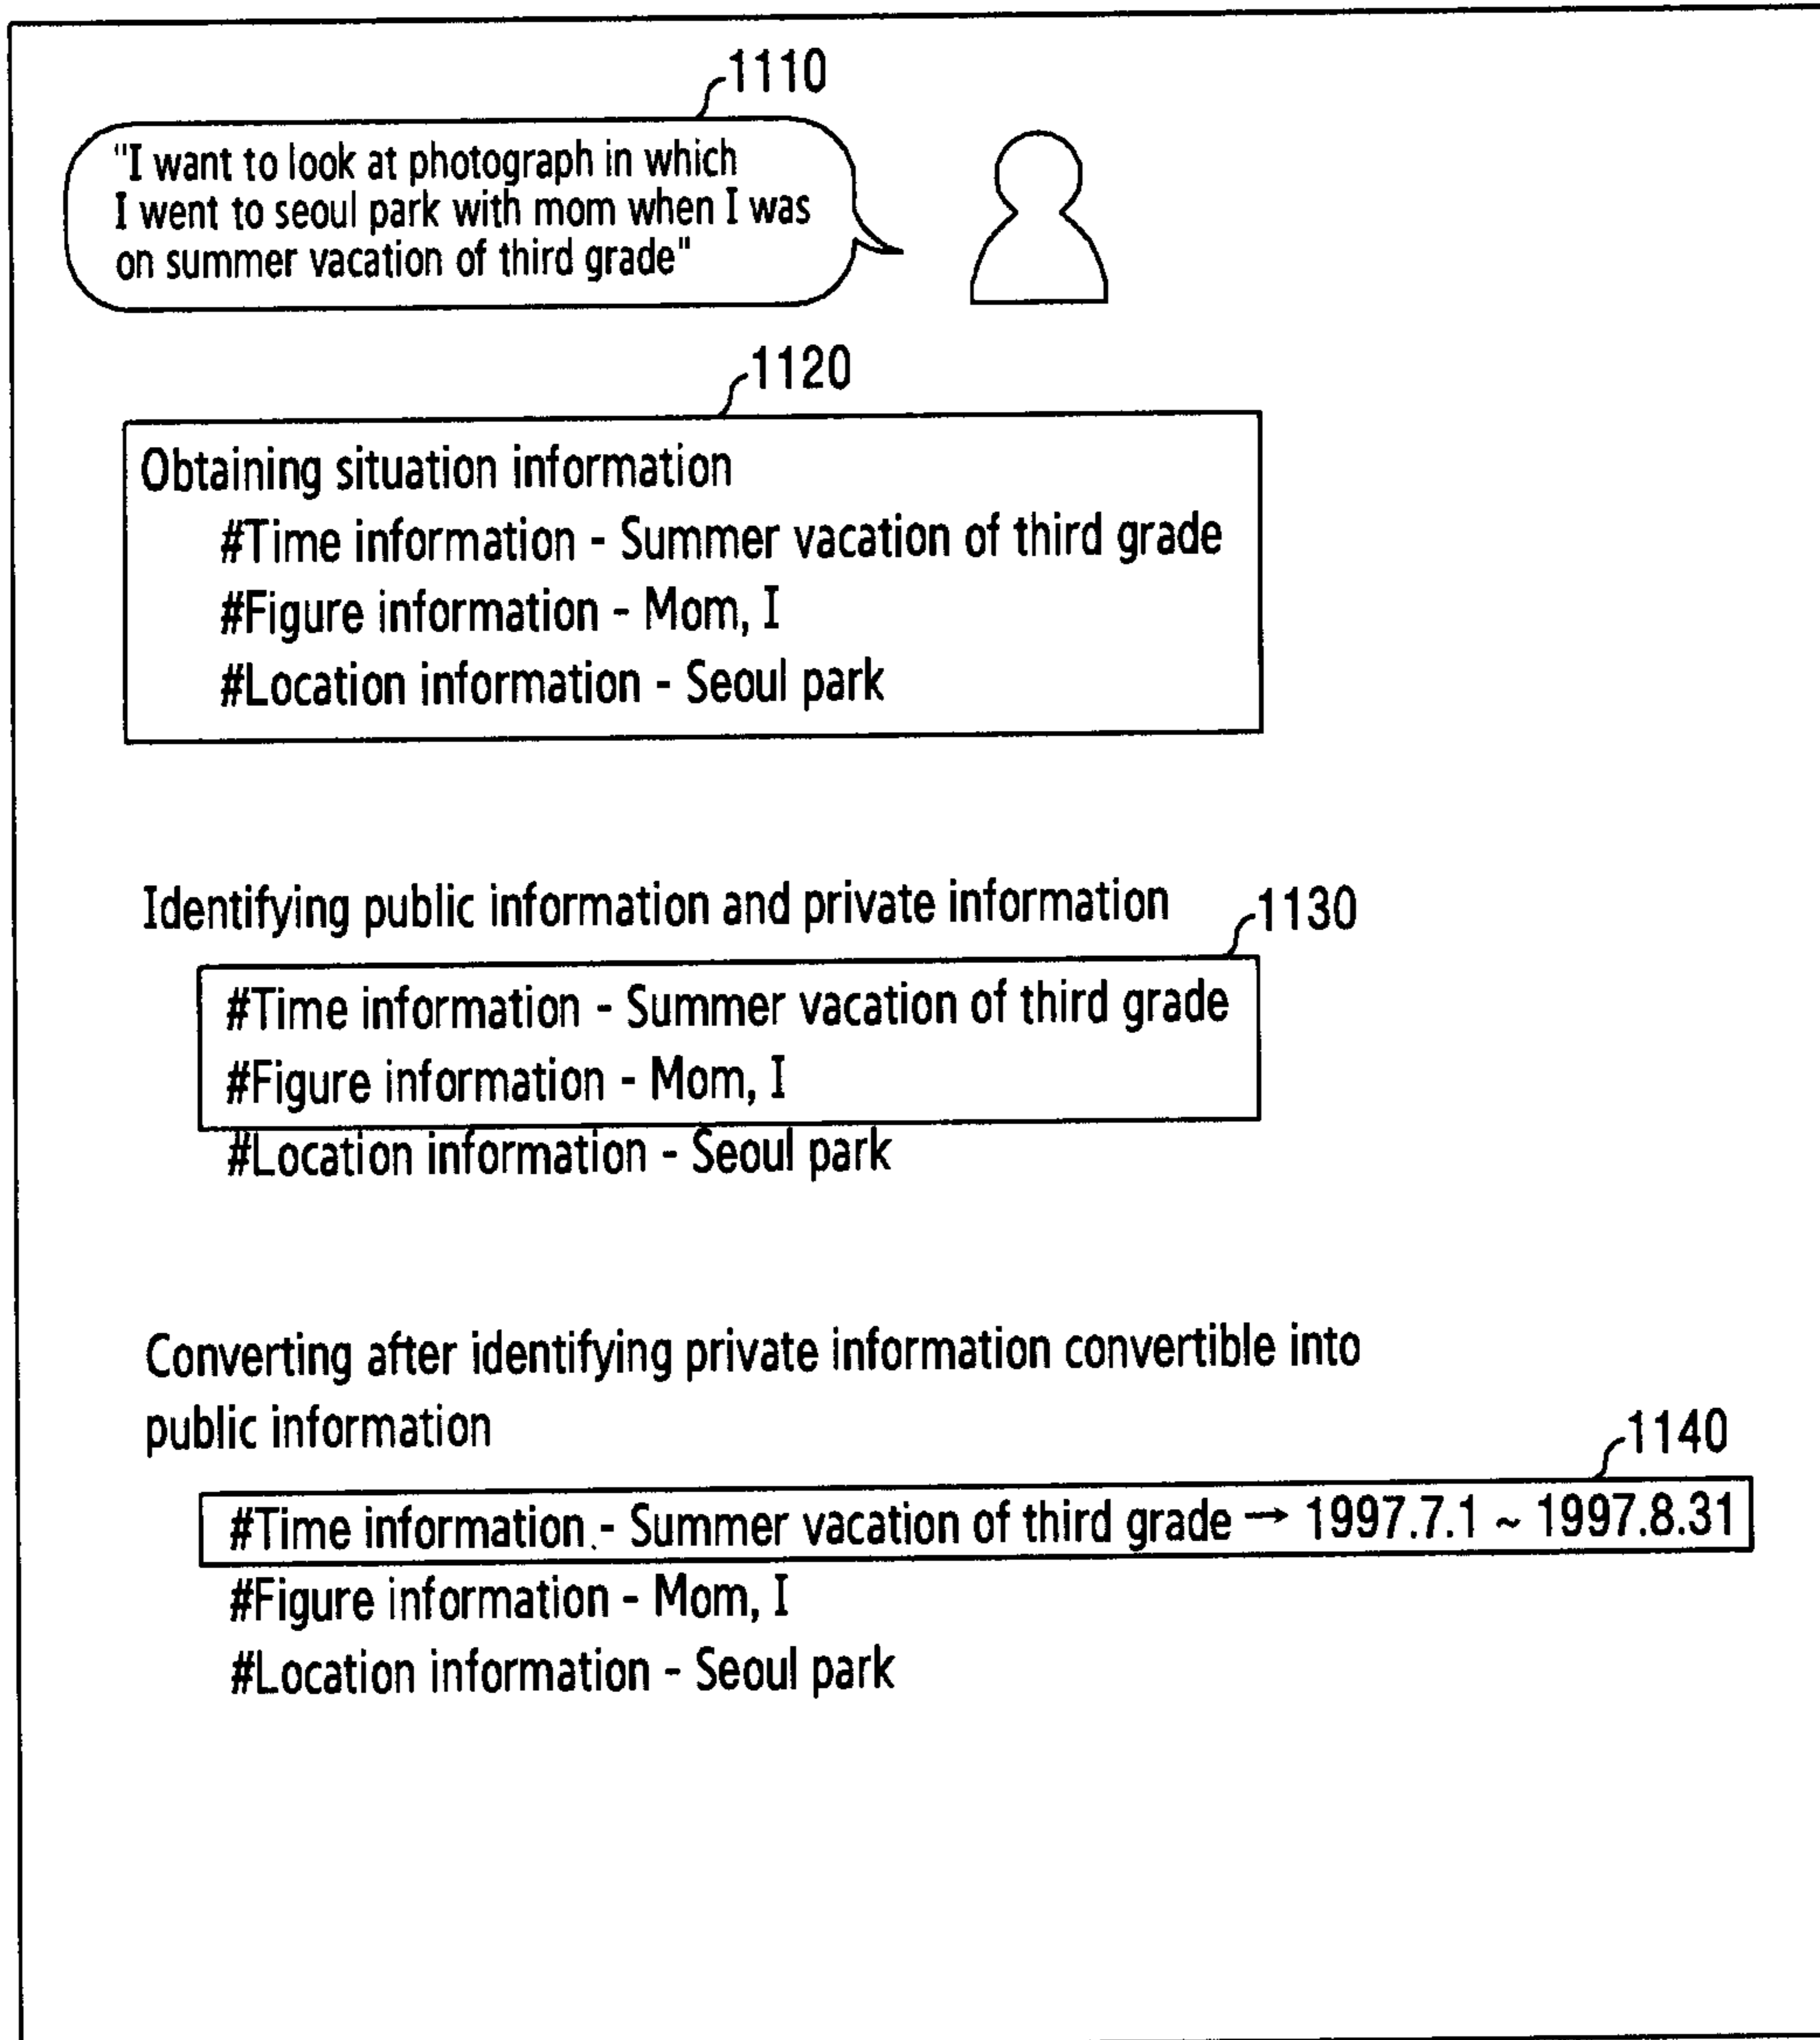 1110
"I want to look at photograph in which
I went to seoul park with mom when I was
on summer vacation of third grade"
1120
Obtaining situation information
#Time information - Summer vacation of third grade
#Figure information - Mom, I
#Location information - Seoul park
Identifying public information and private information
1130
#Time information - Summer vacation of third grade
#Figure information - Mom, I
#Location information - Seoul park
Converting after identifying private information convertible into
public information
1140
#Time information - Summer vacation of third grade → 1997.7.1 ~ 1997.8.31
#Figure information - Mom, I
#Location information - Seoul park